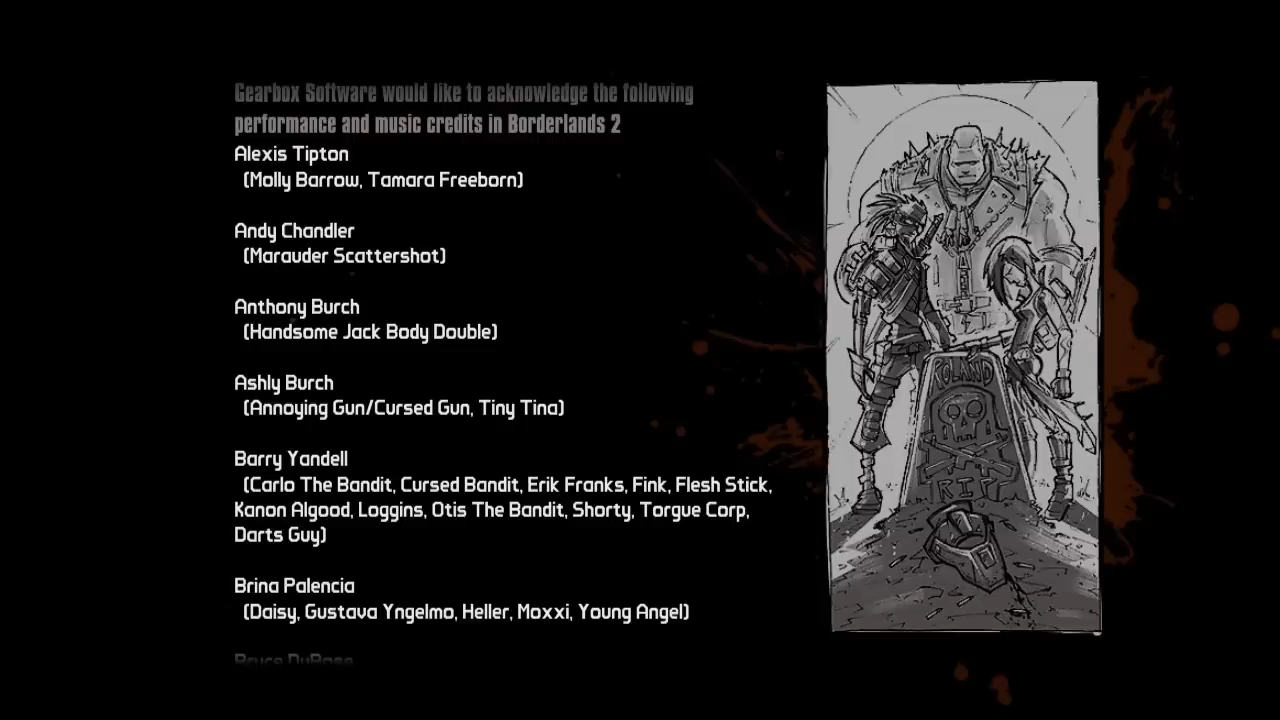 Gearbox Software would like to acknowledge the following
performance and music credits in Borderlands 2
Alexis Tipton
(Molly Barrow, Tamara Freeborn)
Andy Chandler
(Marauder Scattershot)
Anthony Burch
(Handsome Jack Body Double)
Ashly Burch
(Annoying Gun/Cursed Gun, Tiny Tina)
Barry Yandell
(Carlo The Bandit, Cursed Bandit, Erik Franks, Fink, Flesh Stick,
Kanon Algood, Loggins, Otis The Bandit, Shorty, Torgue Corp,
Darts Guy)
Brina Palencia
(Daisy, Gustava Yngelmo, Heller, Moxxi, Young Angel)
Bruce DuBose
ROLAND
RIP